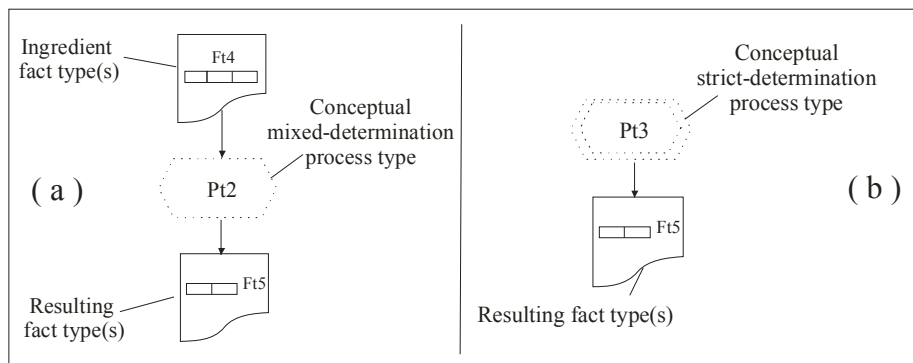 Ingredient
fact type(s)
Ft4
Conceptual
mixed-determination
process type
( a )
Pt2
Ft5
Resulting
fact type(s)
Conceptual
strict-determination
process type
Pt3
( b )
Ft5
Resulting fact type(s)